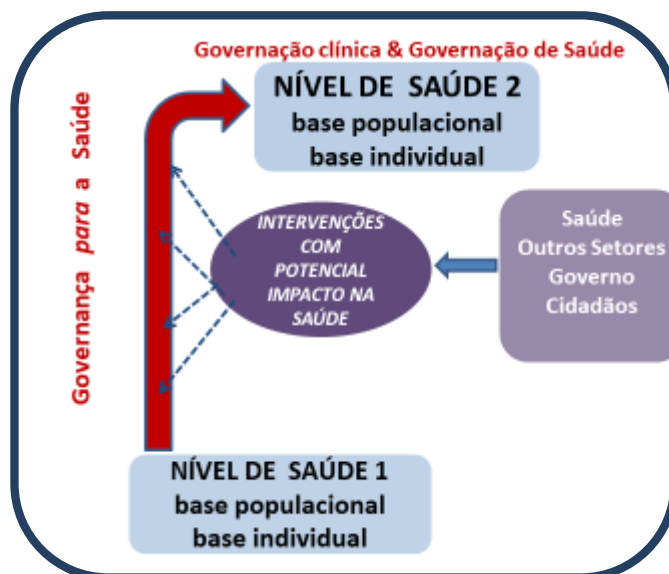 Governação clínica & Governação de Saúde
NÍVEL DE SAÚDE 2
base populacional
base individual
Governança para a Saúde
INTERVENÇÕES
COM
POTENCIAL
IMPACTO NA
SAÚDE
Saúde
Outros Setores
Governo
Cidadãos
NÍVEL DE SAÚDE 1
base populacional
base individual